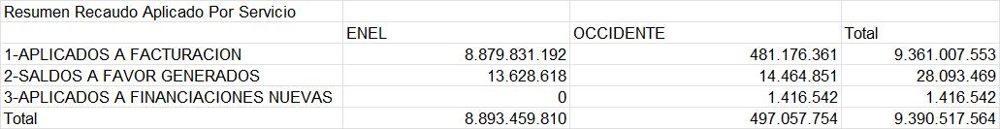 Resumen Recaudo Aplicado Por Servicio
ENEL OCCIDENTE Total
1-APLICADOS A FACTURACION 8.879.831.192 481.176.361 9.361.007.553
2-SALDOS A FAVOR GENERADOS 13.628.618 14.464.851 28.093.469
3-APLICADOS A FINANCIACIONES NUEVAS 0 1.416.542 1.416.542
Total 8.893.459.810 497.057.754 9.390.517.564